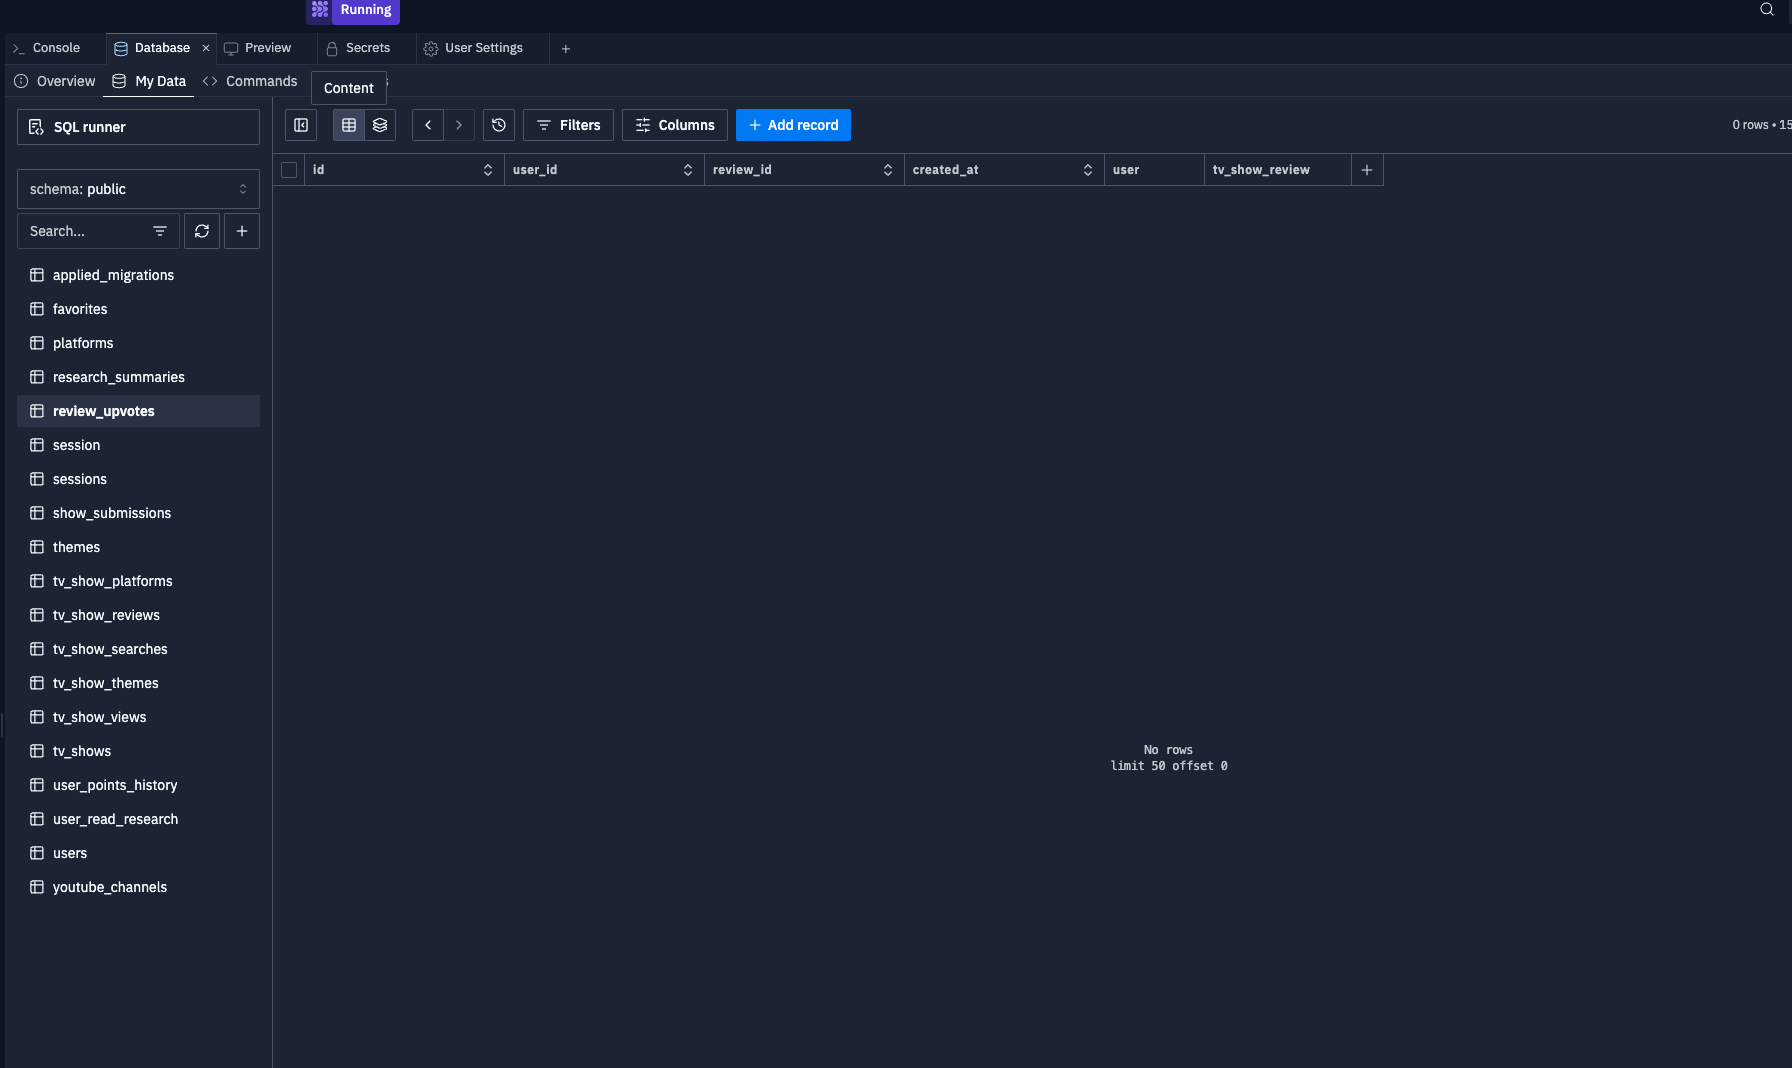 Running
Console
Database
Preview
Secrets
User Settings
Overview
My Data
Commands
Content
SQL runner
Filters
Columns
Add record
0 rows • 15
schema: public
Search...
id
user_id
review_id
created_at
user
tv_show_review
applied_migrations
favorites
platforms
research_summaries
review_upvotes
session
sessions
show_submissions
themes
tv_show_platforms
tv_show_reviews
tv_show_searches
tv_show_themes
tv_show_views
tv_shows
user_points_history
user_read_research
users
youtube_channels
No rows
limit 50 offset 0